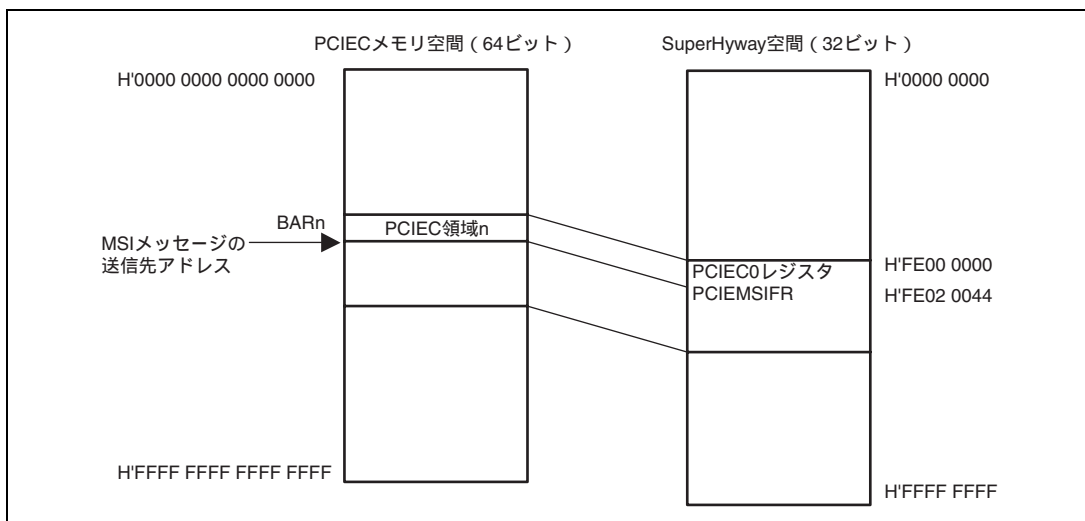 PCIECメモリ空間（64ビット）
SuperHyway空間（32ビット）
H'0000 0000 0000 0000
H'0000 0000
BARn
PCIEC領域n
MSIメッセージの
送信先アドレス
PCIEC0レジスタ
PCIEMSIFR
H'FE00 0000
H'FE02 0044
H'FFFF FFFF FFFF FFFF
H'FFFF FFFF